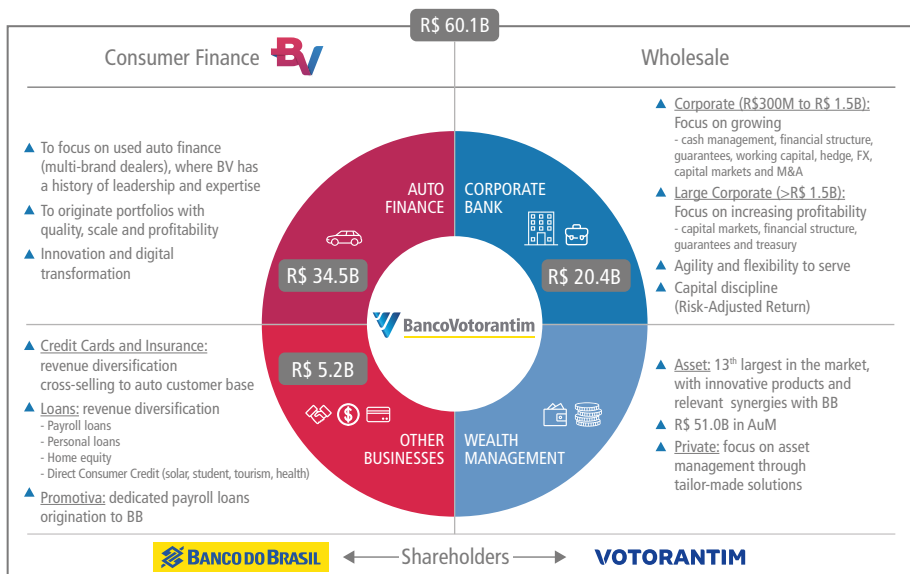 R$ 60.1B
Consumer Finance BV
Wholesale
▲ To focus on used auto finance
(multi-brand dealers), where BV has
a history of leadership and expertise
▲ To originate portfolios with
quality, scale and profitability
▲ Innovation and digital
transformation
AUTO
FINANCE
R$ 34.5B
CORPORATE
BANK
R$ 20.4B
▲ Corporate (R$300M to R$ 1.5B):
Focus on growing
- cash management, financial structure,
guarantees, working capital, hedge, FX,
capital markets and M&A
▲ Large Corporate (>R$ 1.5B):
Focus on increasing profitability
- capital markets, financial structure,
guarantees and treasury
▲ Agility and flexibility to serve
▲ Capital discipline
(Risk-Adjusted Return)
BancoVotorantim
▲ Credit Cards and Insurance:
revenue diversification
cross-selling to auto customer base
▲ Loans: revenue diversification
- Payroll loans
- Personal loans
- Home equity
- Direct Consumer Credit (solar, student, tourism, health)
▲ Promotiva: dedicated payroll loans
origination to BB
R$ 5.2B
OTHER
BUSINESSES
WEALTH
MANAGEMENT
▲ Asset: 13th largest in the market,
with innovative products and
relevant synergies with BB
▲ R$ 51.0B in AuM
▲ Private: focus on asset
management through
tailor-made solutions
BANCO DO BRASIL
Shareholders
VOTORANTIM